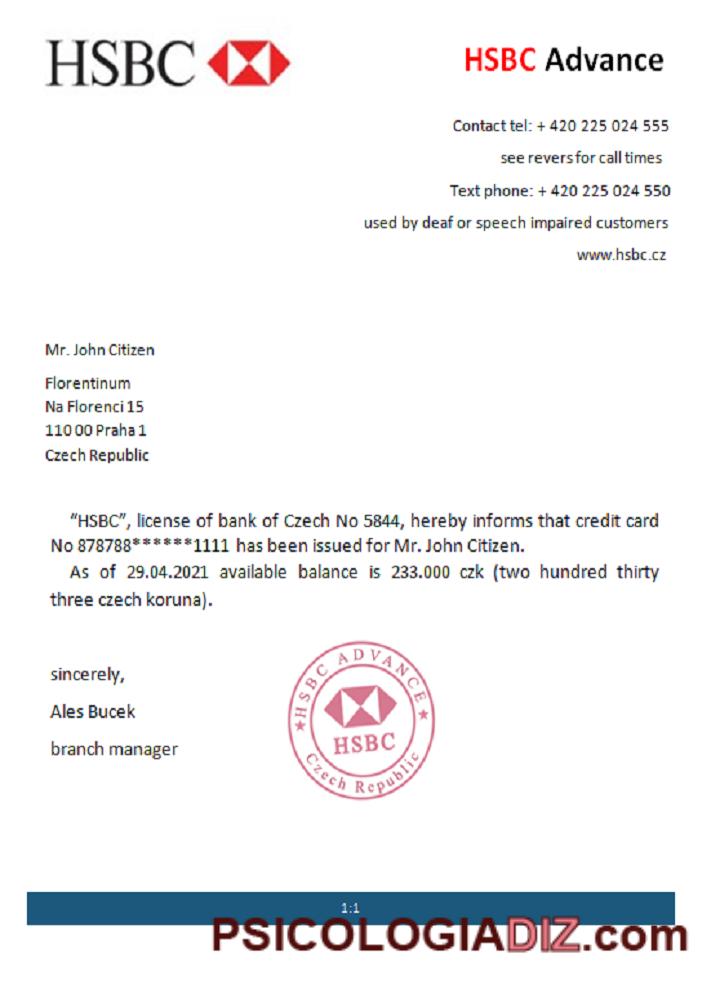 HSBC
HSBC Advance
Contact tel: + 420 225 024 555
see revers for call times
Text phone: + 420 225 024 550
used by deaf or speech impaired customers
www.hsbc.cz
Mr. John Citizen
Florentinum
Na Florenci 15
110 00 Praha 1
Czech Republic
“HSBC”, license of bank of Czech No 5844, hereby informs that credit card
No 878788******1111 has been issued for Mr. John Citizen.
As of 29.04.2021 available balance is 233.000 czk (two hundred thirty
three czech koruna).
sincerely,
Ales Bucek
branch manager
HSBC ADVANCE
HSBC
Czech Republic
1:1
PSICOLOGIADIZ.com